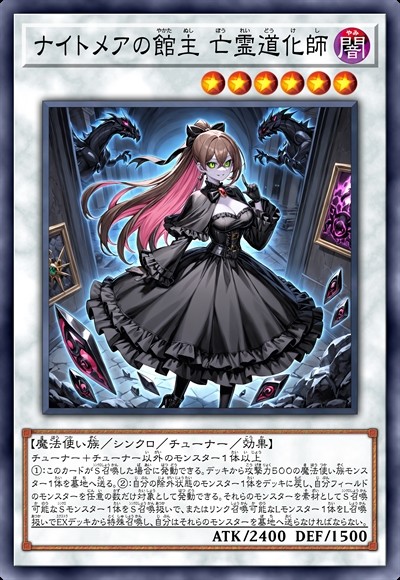 ナイトメアの館主 亡霊道化師
闇
【魔法使い族／シンクロ／チューナー／効果】
チューナー＋チューナー以外のモンスター1体以上
①:このカードがS召喚した場合に発動できる。デッキから攻撃力500の魔法使い族モンスター1体を墓地へ送る。②:自分の除外状態のモンスター1体をデッキに戻し、自分フィールドのモンスターを任意の数だけ対象として発動できる。それらのモンスターを素材としてS召喚可能なSモンスター1体をS召喚扱いで、またはリンク召喚可能なLモンスター1体をL召喚扱いでEXデッキから特殊召喚し、自分はそれらのモンスターを墓地へ送らなければならない。
ATK/2400 DEF/1500